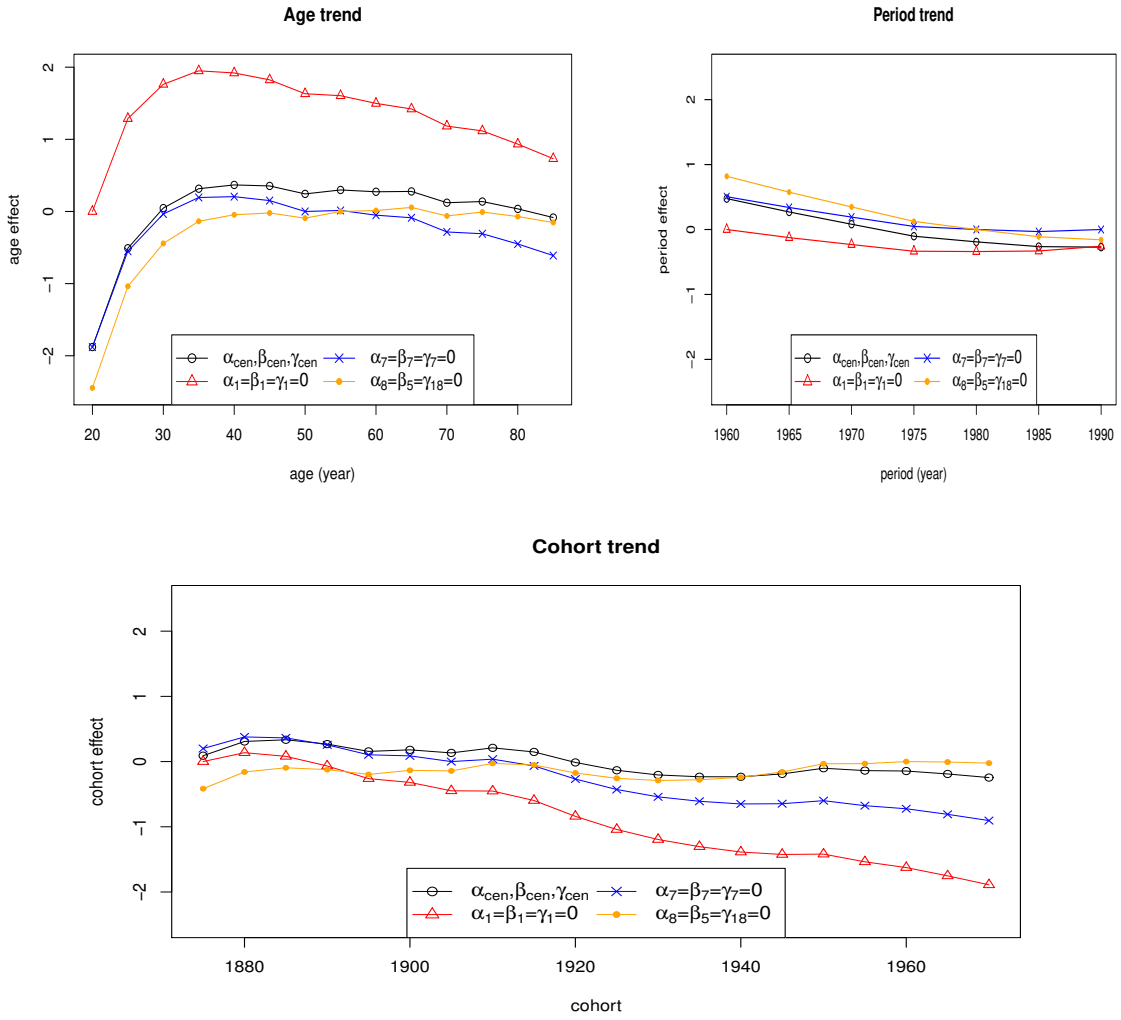 Age trend
age effect
2
1
0
−1
−2
α_cen,β_cen,γ_cen
α_1=β_1=γ_1=0
α_7=β_7=γ_7=0
α_8=β_5=γ_18=0
20 30 40 50 60 70 80
age (year)
Period trend
period effect
2
1
0
−1
−2
α_cen,β_cen,γ_cen
α_1=β_1=γ_1=0
α_7=β_7=γ_7=0
α_8=β_5=γ_18=0
1960 1965 1970 1975 1980 1985 1990
period (year)
Cohort trend
cohort effect
2
1
0
−1
−2
α_cen,β_cen,γ_cen
α_1=β_1=γ_1=0
α_7=β_7=γ_7=0
α_8=β_5=γ_18=0
1880 1900 1920 1940 1960
cohort